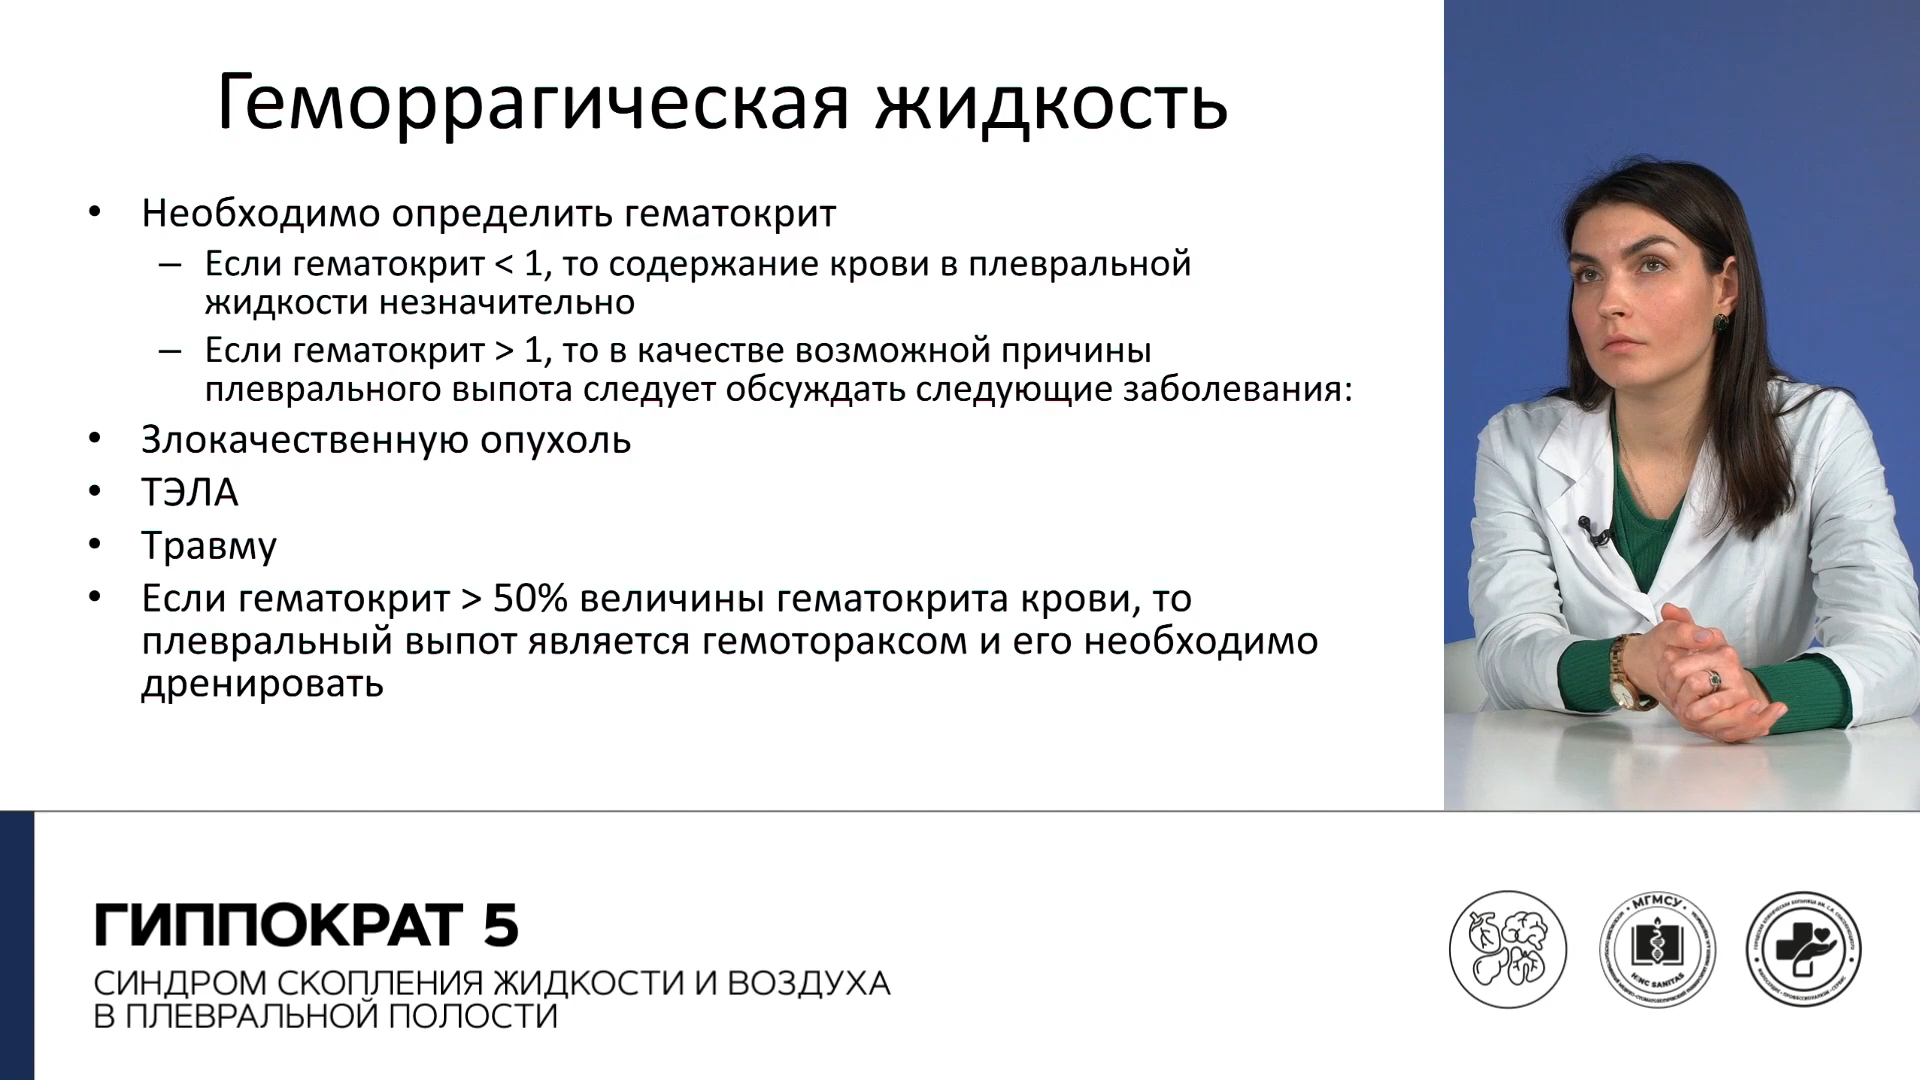 Геморрагическая жидкость
• Необходимо определить гематокрит
– Если гематокрит < 1, то содержание крови в плевральной
жидкости незначительно
– Если гематокрит > 1, то в качестве возможной причины
плеврального выпота следует обсуждать следующие заболевания:
• Злокачественную опухоль
• ТЭЛА
• Травму
• Если гематокрит > 50% величины гематокрита крови, то
плевральный выпот является гемотораксом и его необходимо
дренировать
ГИППОКРАТ 5
СИНДРОМ СКОПЛЕНИЯ ЖИДКОСТИ И ВОЗДУХА
В ПЛЕВРАЛЬНОЙ ПОЛОСТИ
МГМСУ